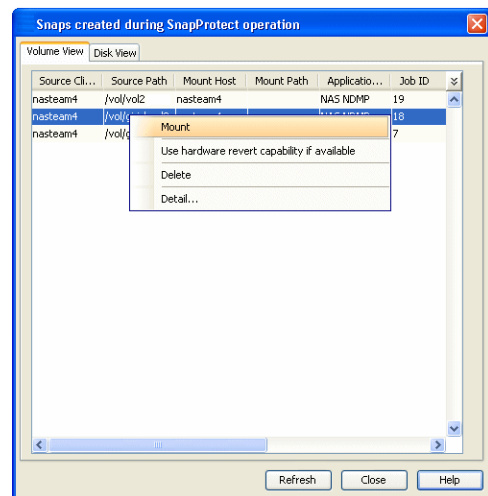 Snaps created during SnapProtect operation
Volume View Disk View
Source Cli... Source Path Mount Host Mount Path Applicatio... Job ID
nasteam4 /vol/vol2 nasteam4 NAS NDMP 19
nasteam4 18
nasteam4 /vol/g 7
Mount
Use hardware revert capability if available
Delete
Detail...
Refresh Close Help